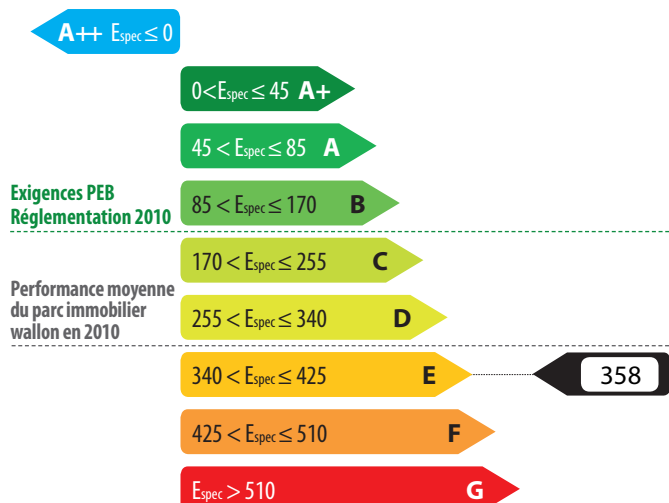 A++ Espec ≤ 0
0<Espec ≤ 45 A+
45 < Espec ≤ 85 A
Exigences PEB
Réglementation 2010
85 < Espec ≤ 170 B
170 < Espec ≤ 255 C
Performance moyenne
du parc immobilier
wallon en 2010
255 < Espec ≤ 340 D
340 < Espec ≤ 425 E
358
425 < Espec ≤ 510 F
Espec > 510 G